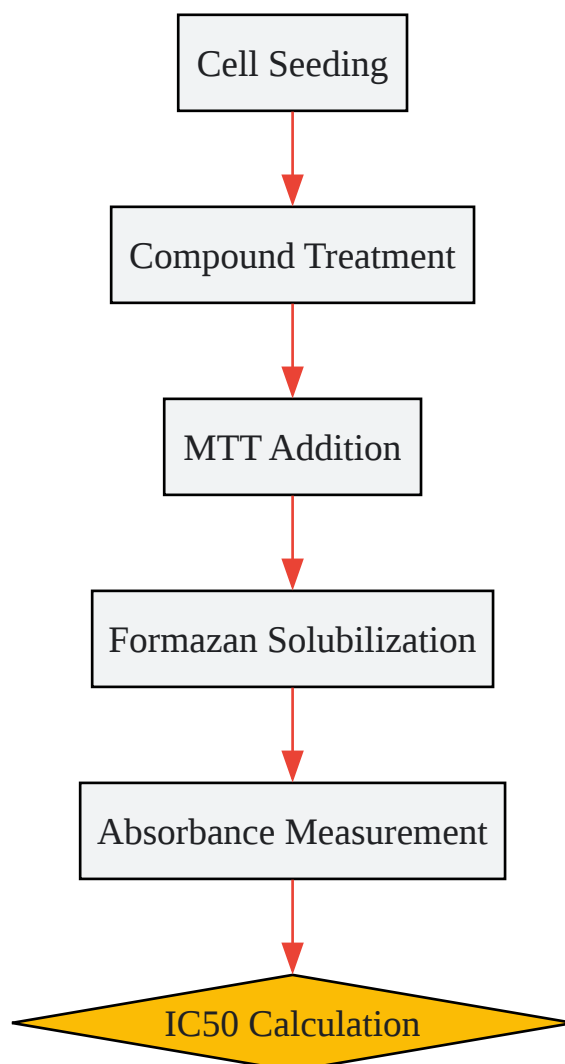 Cell Seeding
Compound Treatment
MTT Addition
Formazan Solubilization
Absorbance Measurement
IC50 Calculation